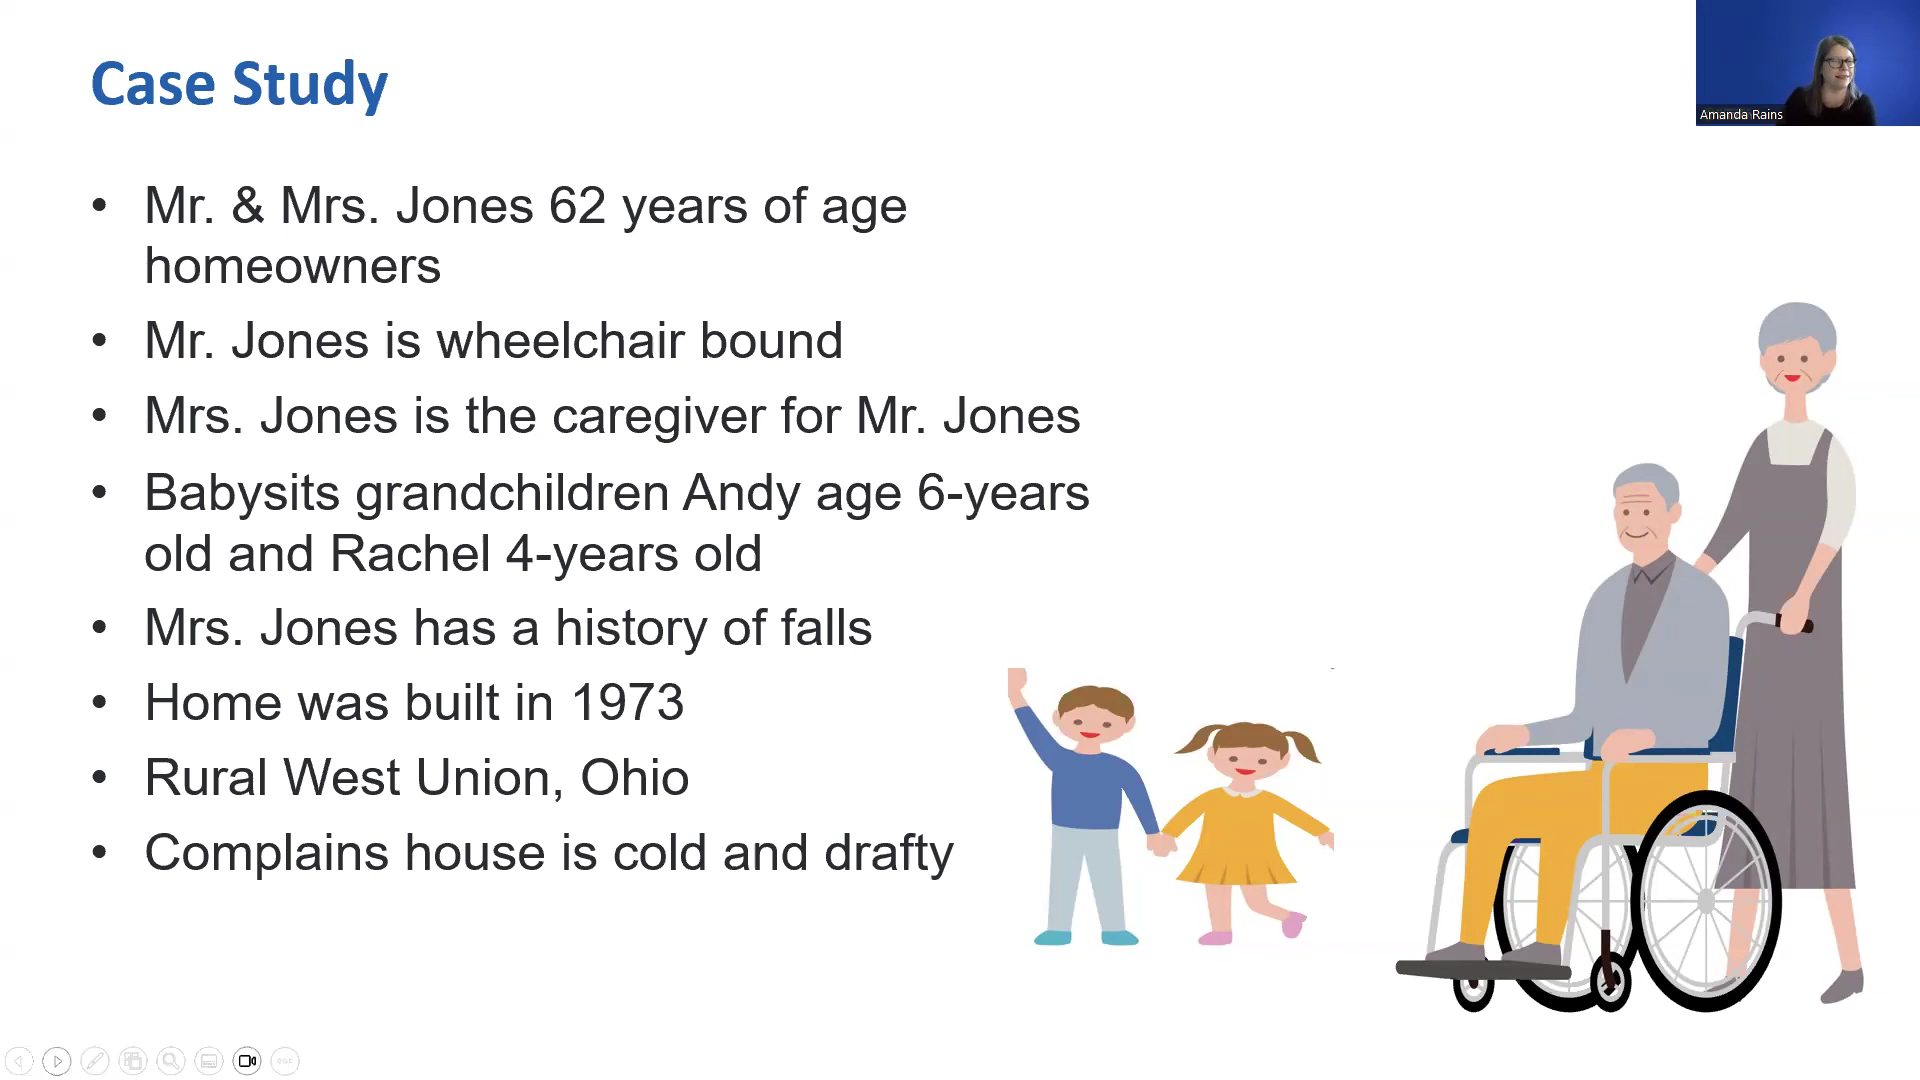 Case Study
Amanda Rains
• Mr. & Mrs. Jones 62 years of age
homeowners
• Mr. Jones is wheelchair bound
• Mrs. Jones is the caregiver for Mr. Jones
• Babysits grandchildren Andy age 6-years
old and Rachel 4-years old
• Mrs. Jones has a history of falls
• Home was built in 1973
• Rural West Union, Ohio
• Complains house is cold and drafty